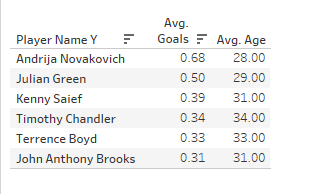 Avg.
Player Name Y Goals Avg. Age
Andrija Novakovich 0.68 28.00
Julian Green 0.50 29.00
Kenny Saief 0.39 31.00
Timothy Chandler 0.34 34.00
Terrence Boyd 0.33 33.00
John Anthony Brooks 0.31 31.00